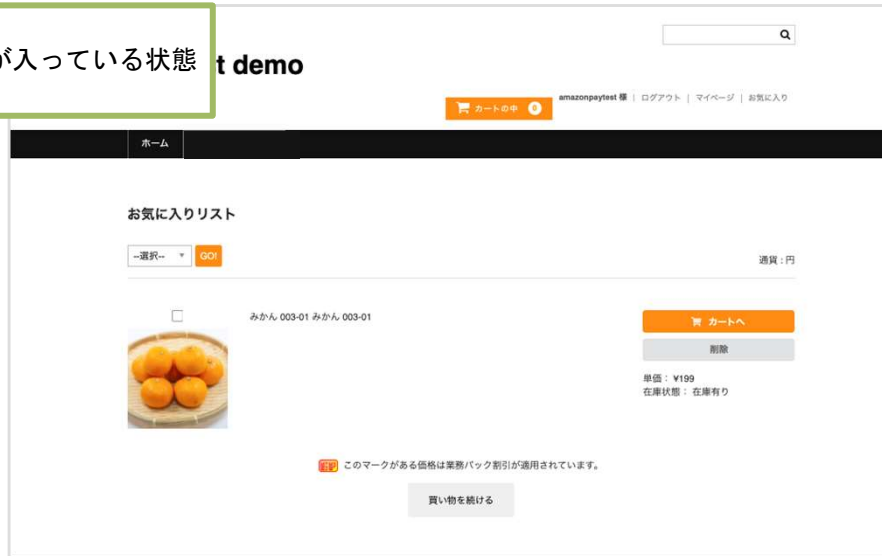 が入っている状態
t demo
カートの中 0
amazonpaytest 様 | ログアウト | マイページ | お気に入り
ホーム
お気に入りリスト
--選択-- GO!
通貨 : 円
みかん 003-01 みかん 003-01
カートへ
削除
単価： ¥199
在庫状態： 在庫有り
このマークがある価格は業務パック割引が適用されています。
買い物を続ける